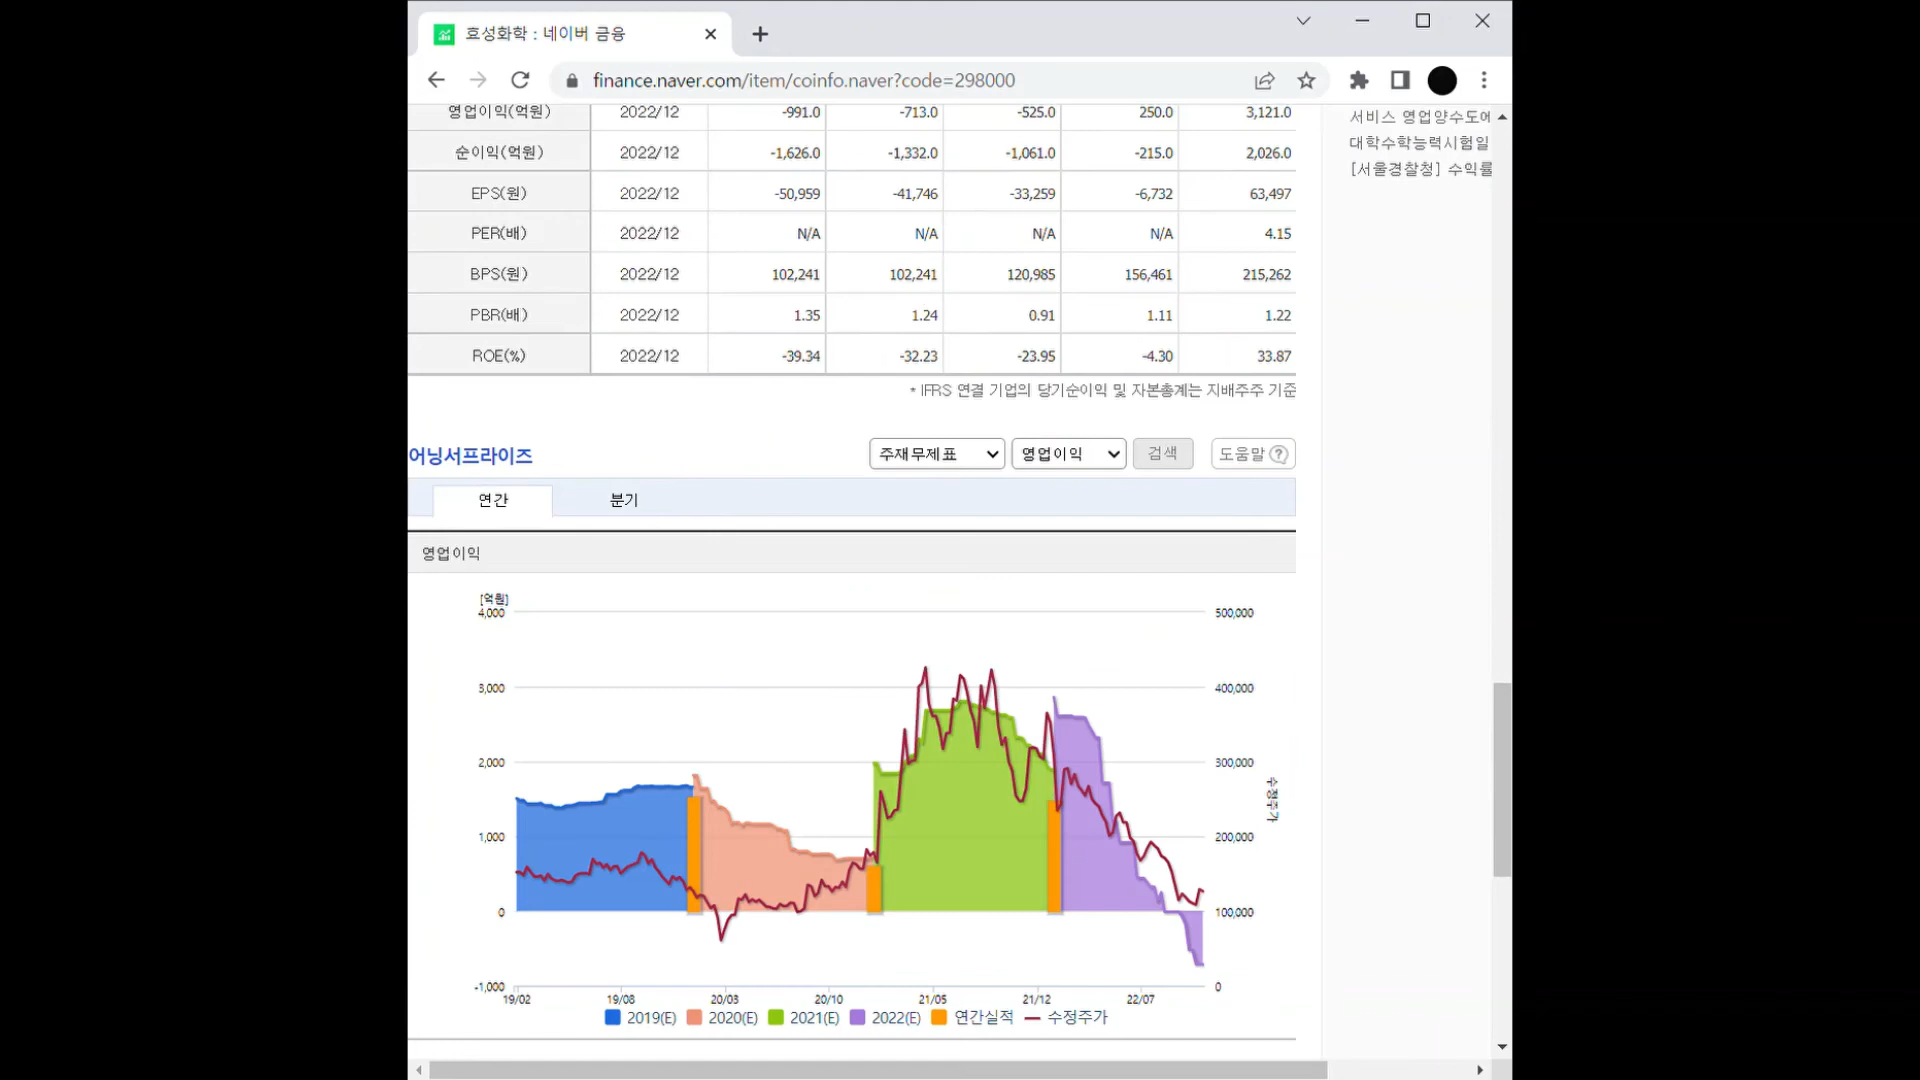 효성화학 : 네이버 금융
finance.naver.com/item/coinfo.naver?code=298000
영업이익(억원) 2022/12 -991.0 -713.0 -525.0 250.0 3,121.0
순이익(억원) 2022/12 -1,626.0 -1,332.0 -1,061.0 -215.0 2,026.0
EPS(원) 2022/12 -50,959 -41,746 -33,259 -6,732 63,497
PER(배) 2022/12 N/A N/A N/A N/A 4.15
BPS(원) 2022/12 102,241 102,241 120,985 156,461 215,262
PBR(배) 2022/12 1.35 1.24 0.91 1.11 1.22
ROE(%) 2022/12 -39.34 -32.23 -23.95 -4.30 33.87
* IFRS 연결 기업의 당기순이익 및 자본총계는 지배주주 기준
서비스 영업양수도에
대학수학능력시험일
[서울경찰청] 수익률
어닝서프라이즈 주재무제표 영업이익 검색 도움말 ?
연간 분기
영업이익
[억원]
4,000 500,000
3,000 400,000
2,000 300,000
1,000 200,000
0 100,000
-1,000 0
수정주가
19/02 19/08 20/03 20/10 21/05 21/12 22/07
2019(E) 2020(E) 2021(E) 2022(E) 연간실적 수정주가